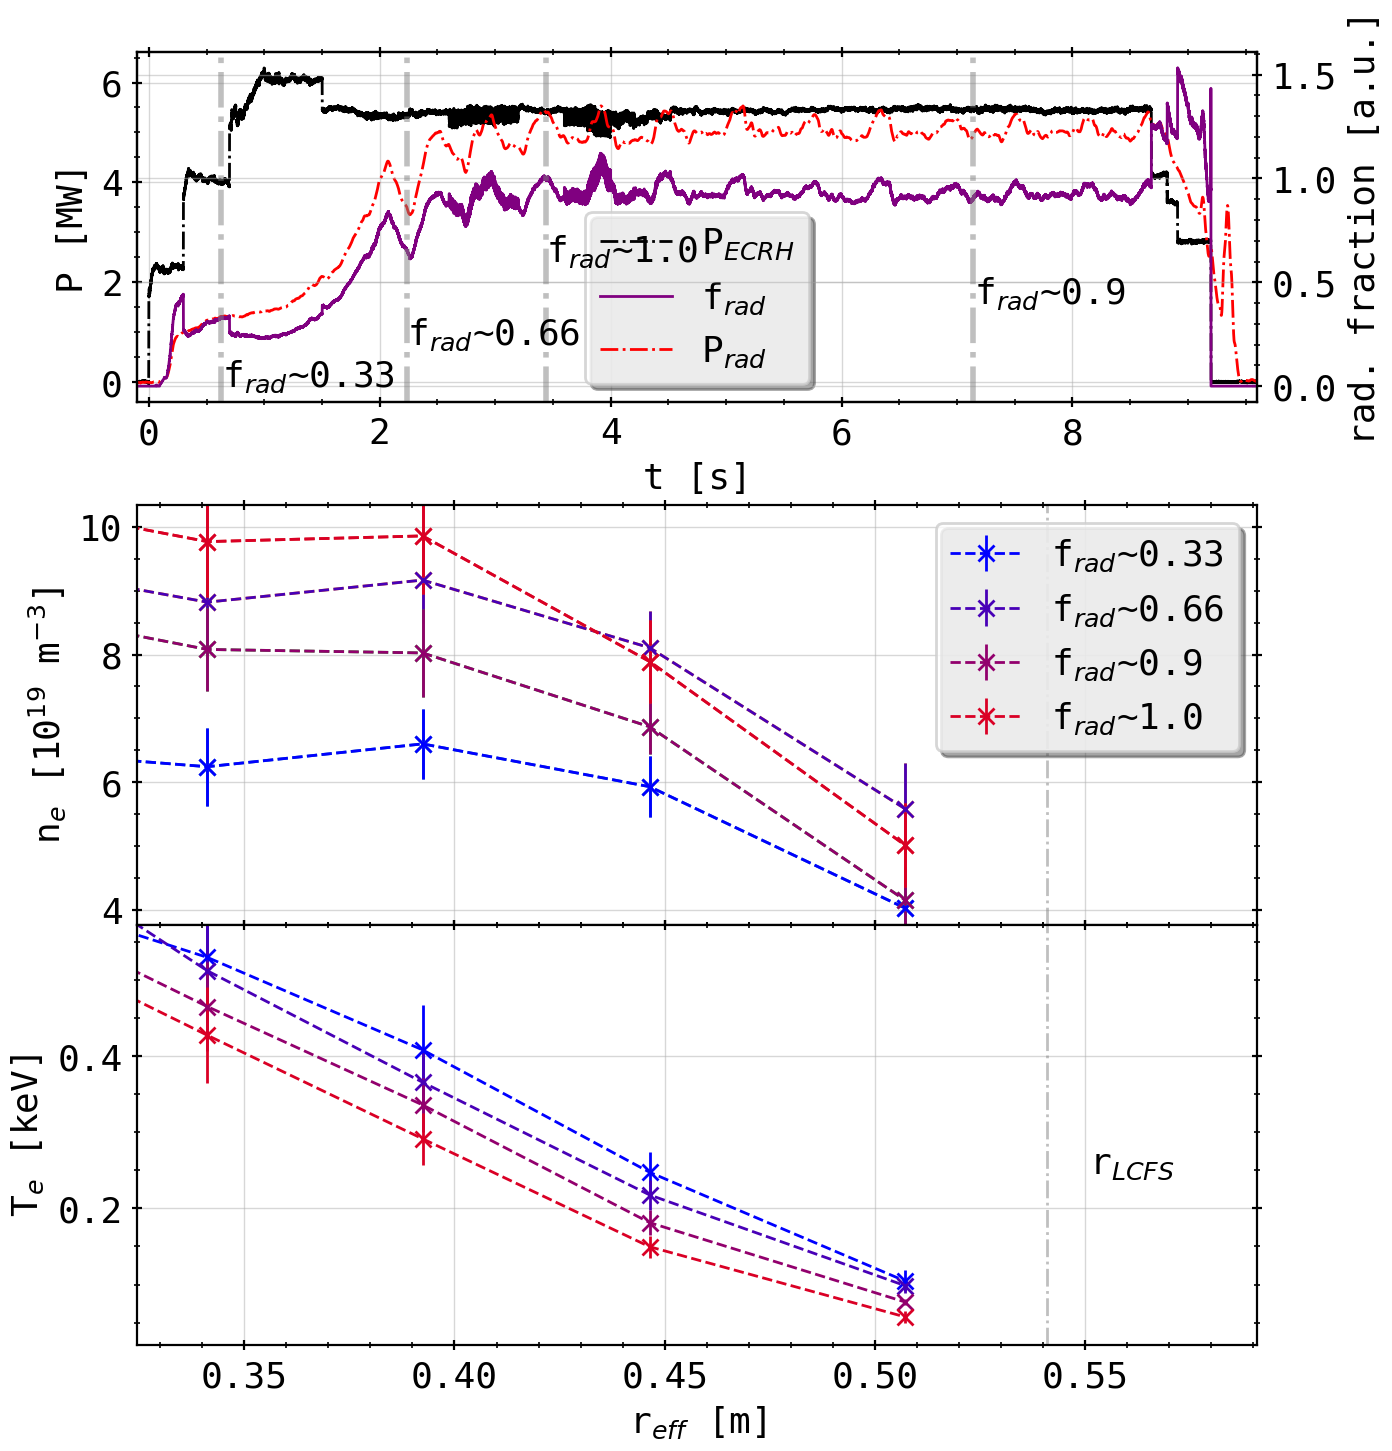 P [MW]
6
4
2
0
1.5
1.0
0.5
0.0
rad. fraction [a.u.]
f_rad~0.33
f_rad~0.66
f_rad~1.0
f_rad~0.9
P_ECRH
f_rad
P_rad
0 2 4 6 8
t [s]
n_e [10^19 m^−3]
10
8
6
4
f_rad~0.33
f_rad~0.66
f_rad~0.9
f_rad~1.0
T_e [keV]
0.4
0.2
r_LCFS
0.35 0.40 0.45 0.50 0.55
r_eff [m]